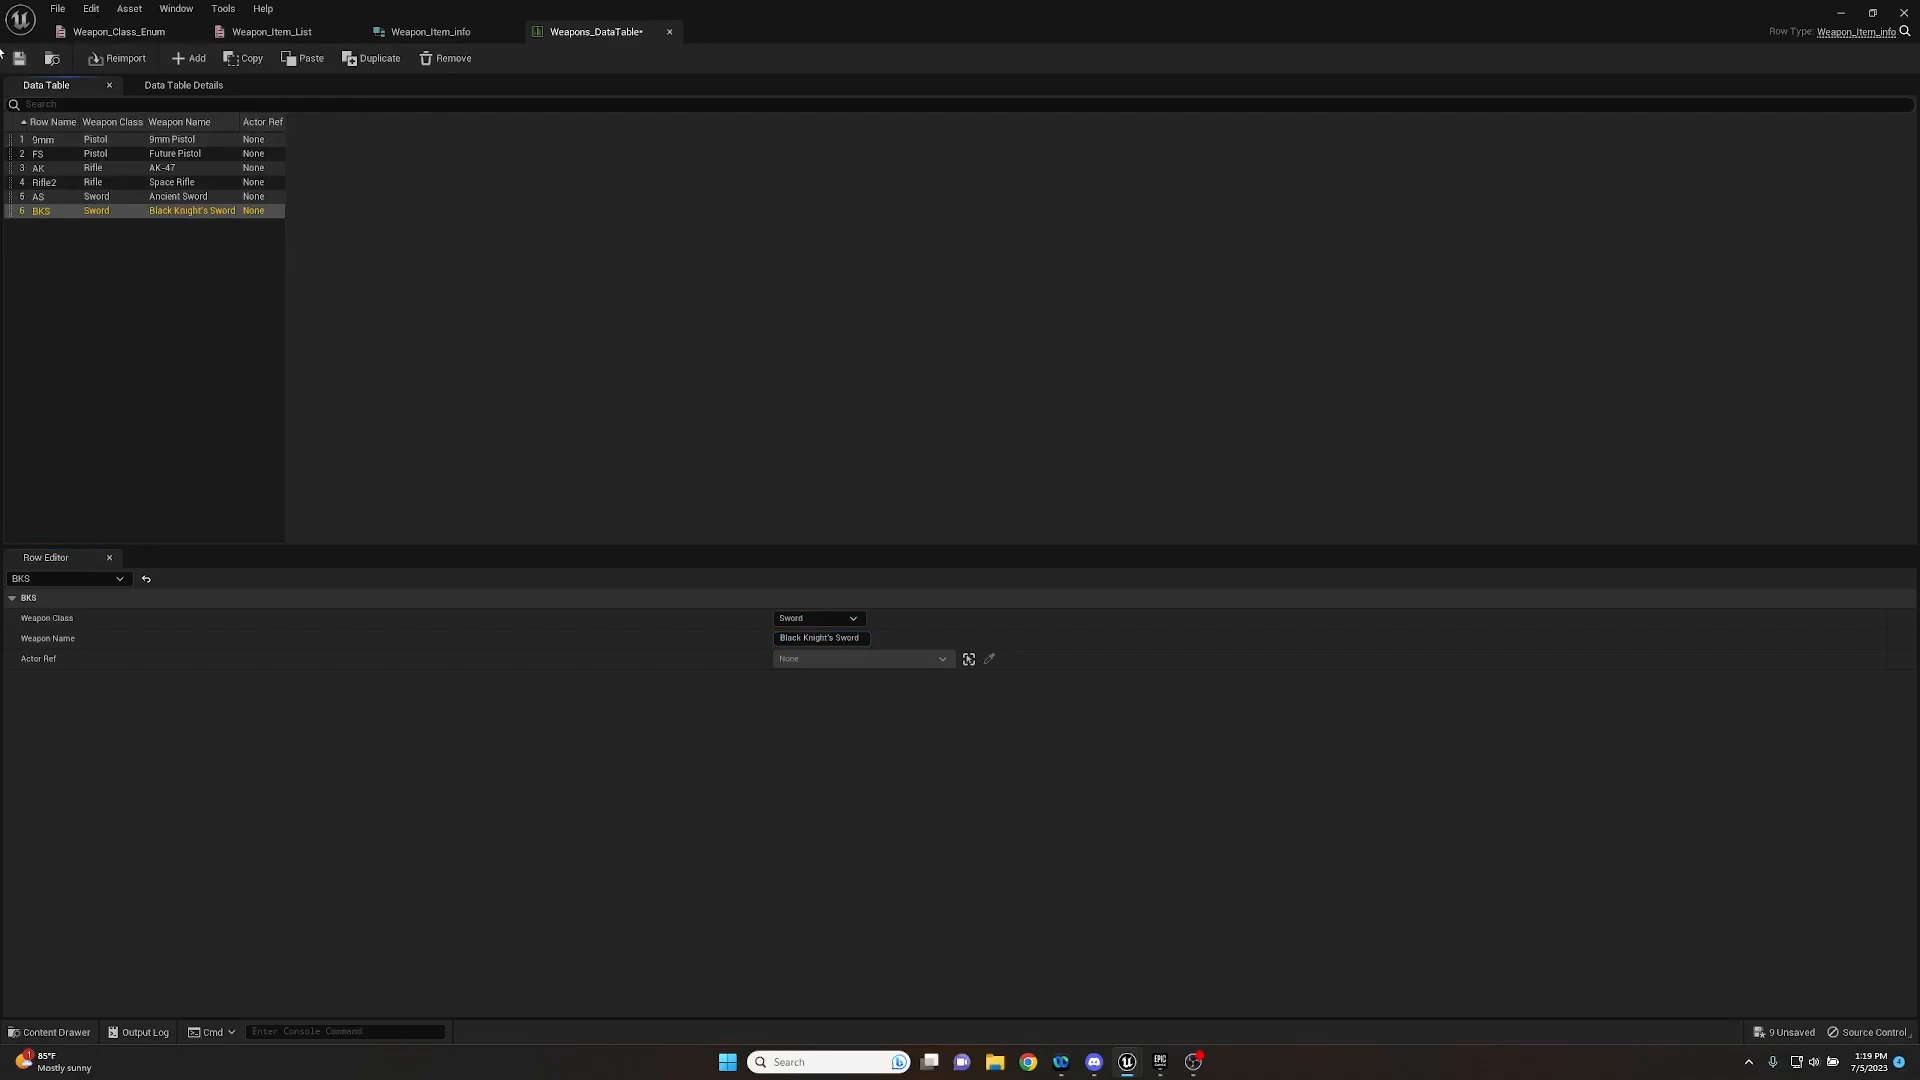 File Edit Asset Window Tools Help
Weapon_Class_Enum Weapon_Item_List Weapon_Item_info Weapons_DataTable* Row Type: Weapon_Item_info
Reimport Add Copy Paste Duplicate Remove
Data Table Data Table Details
Search
Row Name Weapon Class Weapon Name Actor Ref
1 9mm Pistol 9mm Pistol None
2 FS Pistol Future Pistol None
3 AK Rifle AK-47 None
4 Rifle2 Rifle Space Rifle None
5 AS Sword Ancient Sword None
6 BKS Sword Black Knight's Sword None
Row Editor
BKS
BKS
Weapon Class Sword
Weapon Name Black Knight's Sword
Actor Ref None
Content Drawer Output Log Cmd Enter Console Command 9 Unsaved Source Control
1 85°F
Mostly sunny
Search
EPIC
1:19 PM
7/5/2023
4